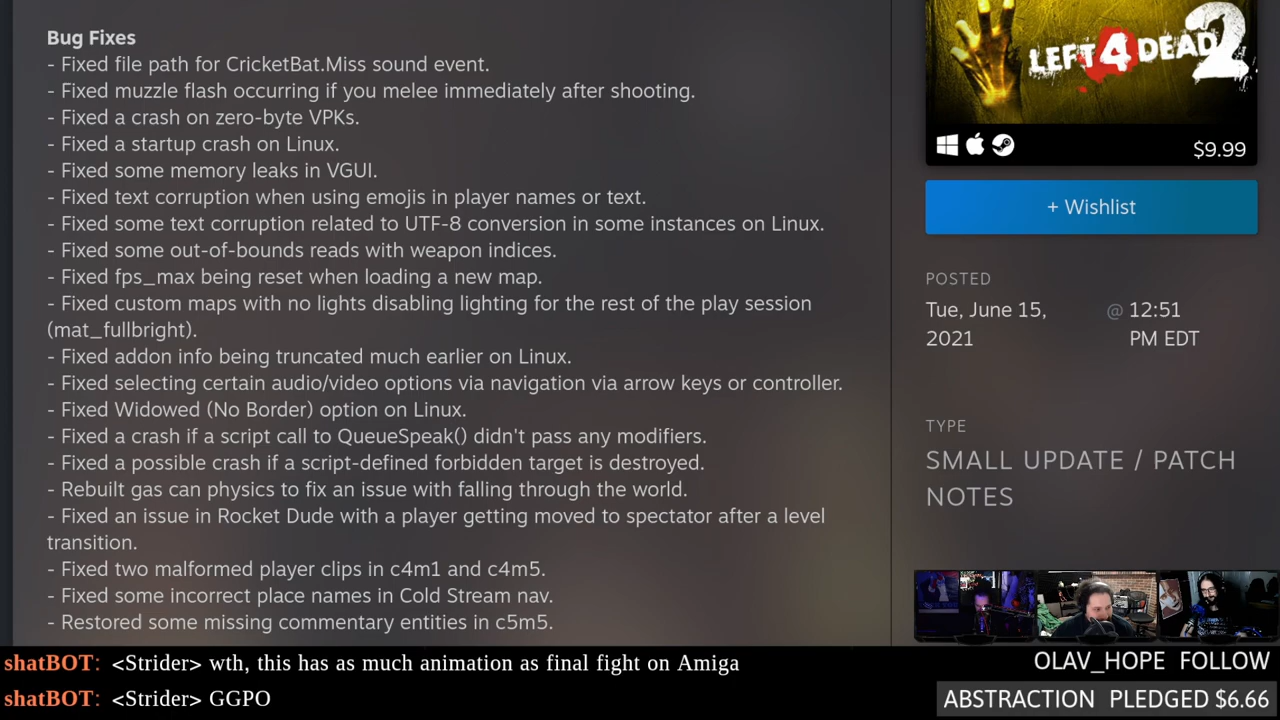 Bug Fixes
- Fixed file path for CricketBat.Miss sound event.
- Fixed muzzle flash occurring if you melee immediately after shooting.
- Fixed a crash on zero-byte VPKs.
- Fixed a startup crash on Linux.
- Fixed some memory leaks in VGUI.
- Fixed text corruption when using emojis in player names or text.
- Fixed some text corruption related to UTF-8 conversion in some instances on Linux.
- Fixed some out-of-bounds reads with weapon indices.
- Fixed fps_max being reset when loading a new map.
- Fixed custom maps with no lights disabling lighting for the rest of the play session
(mat_fullbright).
- Fixed addon info being truncated much earlier on Linux.
- Fixed selecting certain audio/video options via navigation via arrow keys or controller.
- Fixed Widowed (No Border) option on Linux.
- Fixed a crash if a script call to QueueSpeak() didn't pass any modifiers.
- Fixed a possible crash if a script-defined forbidden target is destroyed.
- Rebuilt gas can physics to fix an issue with falling through the world.
- Fixed an issue in Rocket Dude with a player getting moved to spectator after a level
transition.
- Fixed two malformed player clips in c4m1 and c4m5.
- Fixed some incorrect place names in Cold Stream nav.
- Restored some missing commentary entities in c5m5.
LEFT 4 DEAD 2
$9.99
+ Wishlist
POSTED
Tue, June 15, @ 12:51
2021 PM EDT
TYPE
SMALL UPDATE / PATCH
NOTES
shatBOT: <Strider> wth, this has as much animation as final fight on Amiga
shatBOT: <Strider> GGPO
OLAV_HOPE FOLLOW
ABSTRACTION PLEDGED $6.66